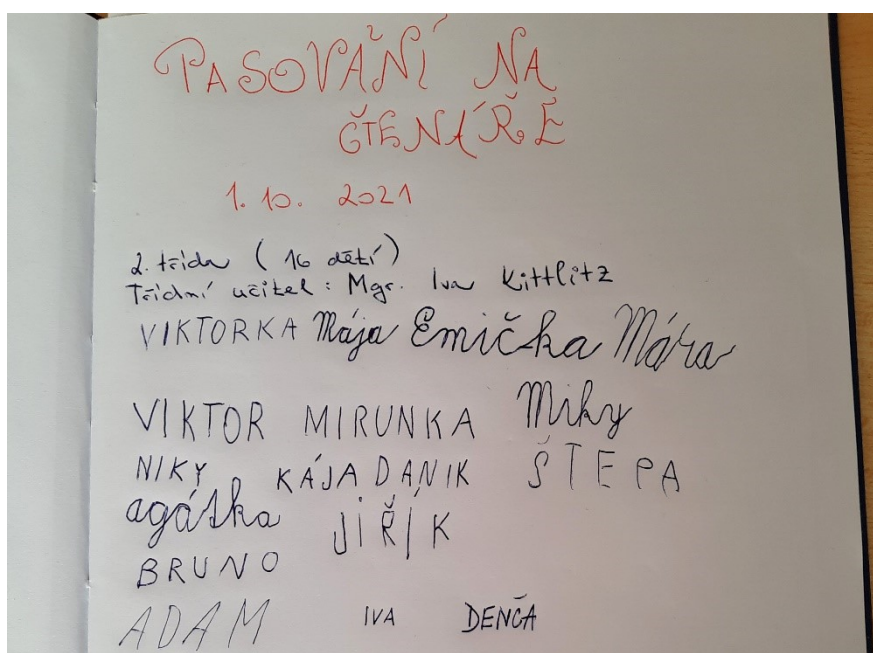 PASOVÁNÍ NA
ČTENÁŘE
1. 10. 2021
2. třída ( 16 dětí )
Třídní učitel : Mgr. Iva Kittlitz
VIKTORKA Mája Emička Mára
VIKTOR MIRUNKA Miky
NIKY KÁJA DANIK ŠTEPA
agátka JIŘÍK
BRUNO
ADAM IVA DENČA